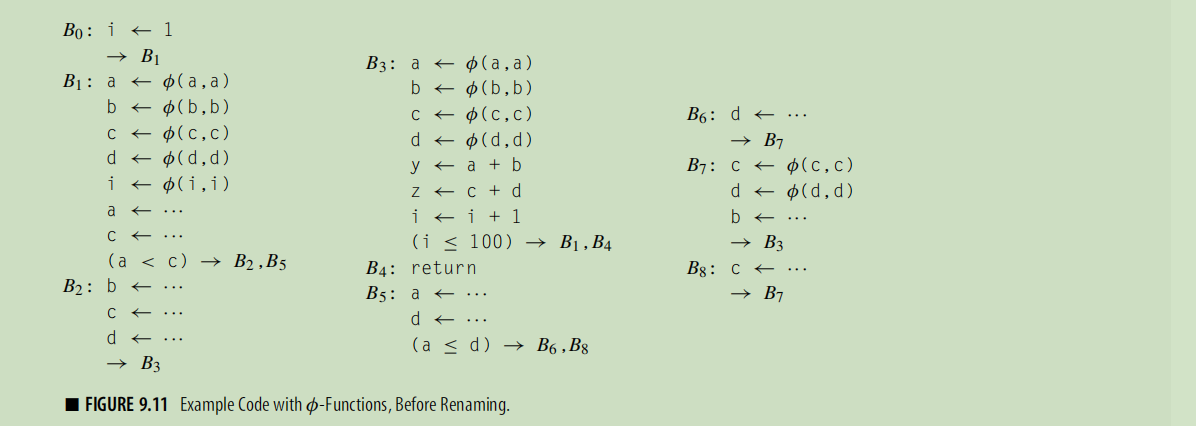 B₀: i ← 1
→ B₁
B₁: a ← ϕ(a,a)
b ← ϕ(b,b)
c ← ϕ(c,c)
d ← ϕ(d,d)
i ← ϕ(i,i)
a ← ···
c ← ···
(a < c) → B₂,B₅
B₂: b ← ···
c ← ···
d ← ···
→ B₃
B₃: a ← ϕ(a,a)
b ← ϕ(b,b)
c ← ϕ(c,c)
d ← ϕ(d,d)
y ← a + b
z ← c + d
i ← i + 1
(i ≤ 100) → B₁,B₄
B₄: return
B₅: a ← ···
d ← ···
(a ≤ d) → B₆,B₈
B₆: d ← ···
→ B₇
B₇: c ← ϕ(c,c)
d ← ϕ(d,d)
b ← ···
→ B₃
B₈: c ← ···
→ B₇
■ FIGURE 9.11 Example Code with ϕ-Functions, Before Renaming.